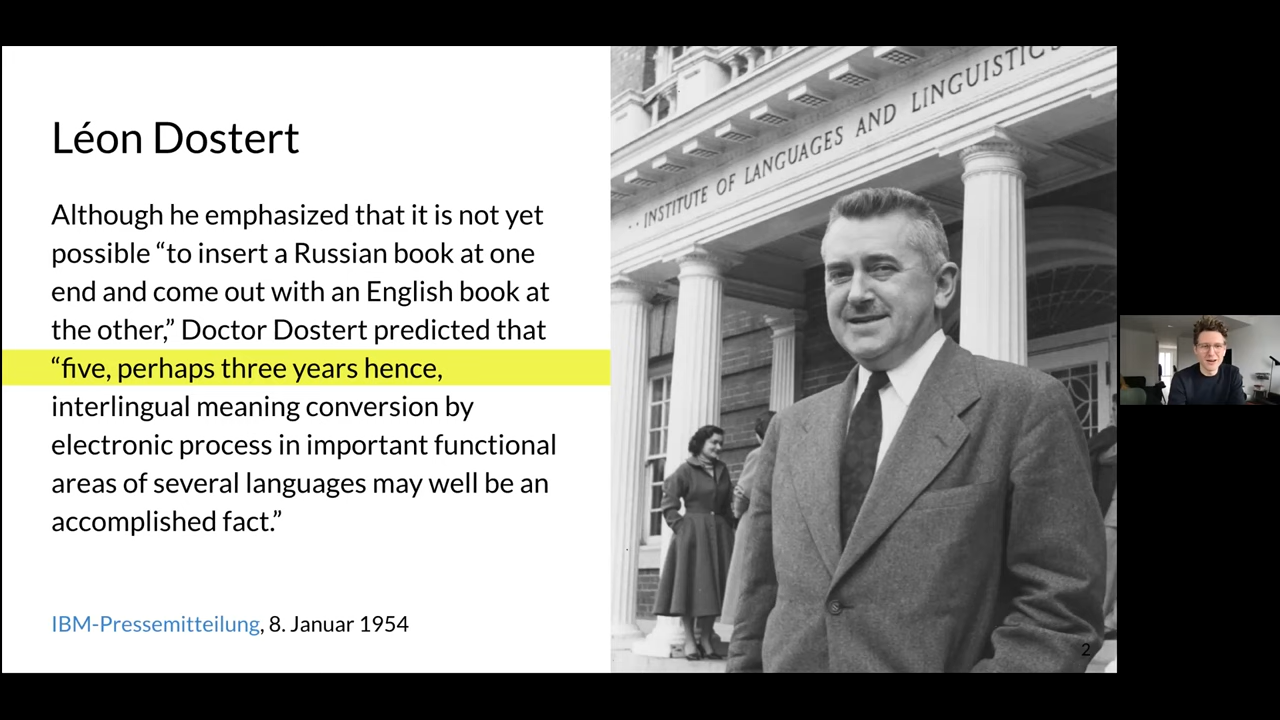 Léon Dostert
Although he emphasized that it is not yet
possible “to insert a Russian book at one
end and come out with an English book at
the other,” Doctor Dostert predicted that
“five, perhaps three years hence,
interlingual meaning conversion by
electronic process in important functional
areas of several languages may well be an
accomplished fact.”
IBM-Pressemitteilung, 8. Januar 1954
INSTITUTE OF LANGUAGES AND LINGUISTICS
2